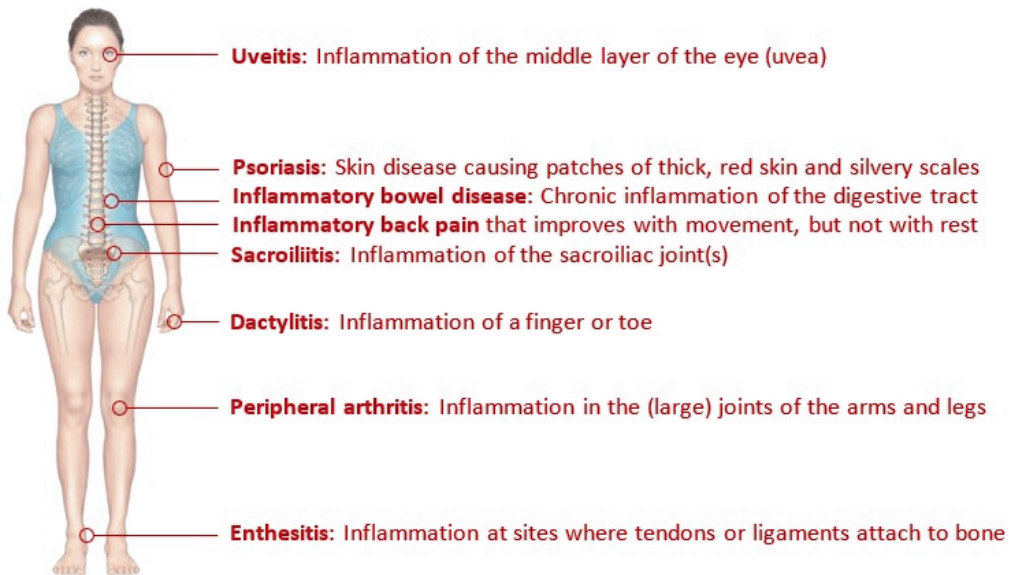 Uveitis: Inflammation of the middle layer of the eye (uvea)
Psoriasis: Skin disease causing patches of thick, red skin and silvery scales
Inflammatory bowel disease: Chronic inflammation of the digestive tract
Inflammatory back pain that improves with movement, but not with rest
Sacroiliitis: Inflammation of the sacroiliac joint(s)
Dactylitis: Inflammation of a finger or toe
Peripheral arthritis: Inflammation in the (large) joints of the arms and legs
Enthesitis: Inflammation at sites where tendons or ligaments attach to bone